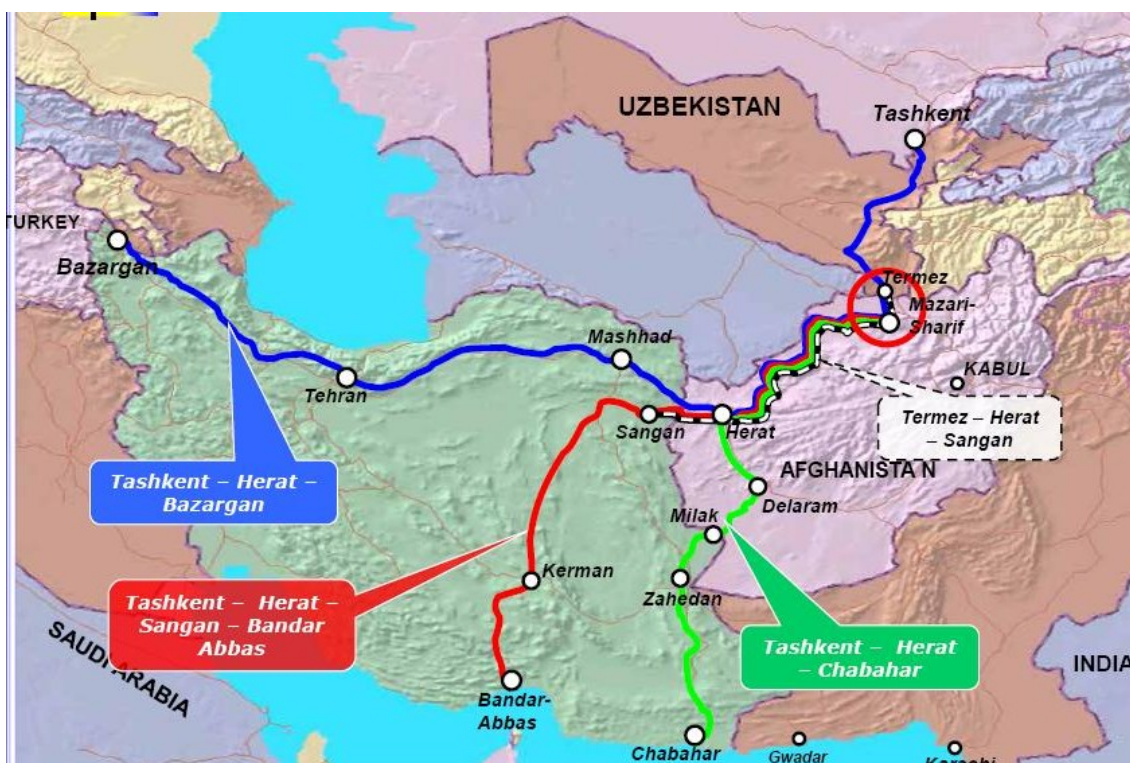 UZBEKISTAN
Tashkent
TURKEY
Bazargan
Termez
Mazari-
Sharif
Mashhad
KABUL
Tehran
Sangan
Herat
Termez – Herat
– Sangan
AFGHANISTA N
Tashkent – Herat –
Bazargan
Delaram
Milak
Kerman
Zahedan
Tashkent – Herat –
Sangan – Bandar
Abbas
SAUDI ARABIA
Tashkent – Herat
– Chabahar
INDIA
Bandar-
Abbas
Chabahar
Gwadar
Karachi